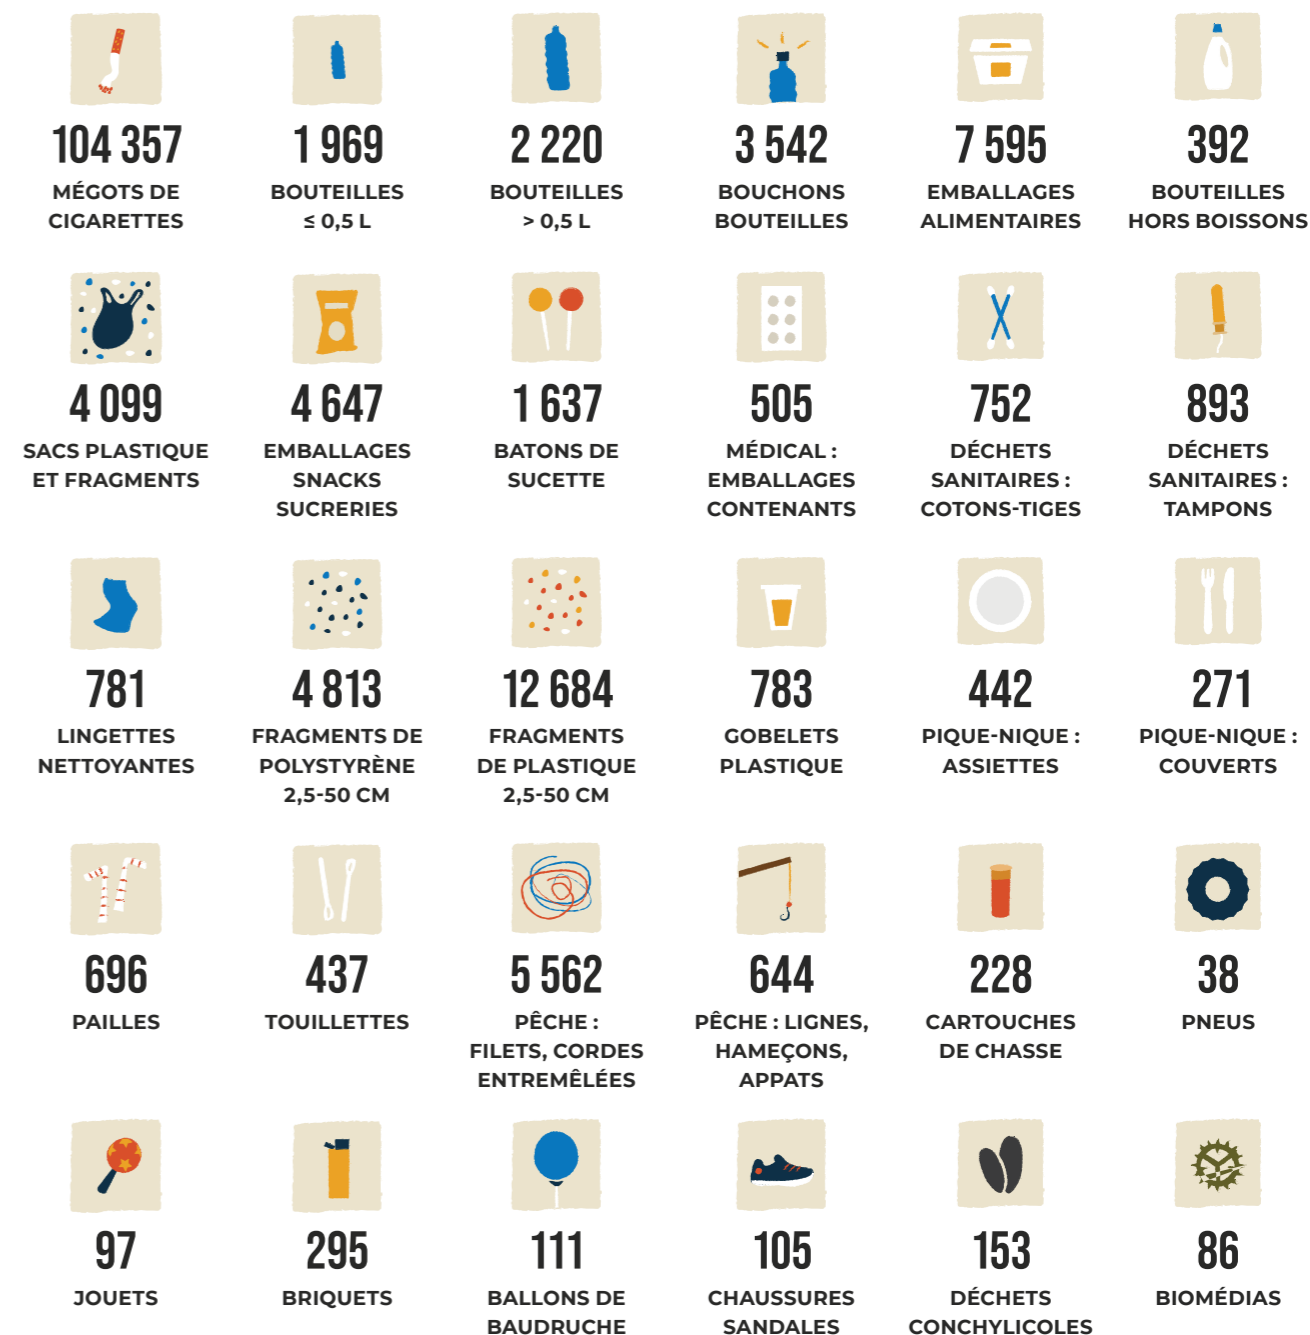 104 357
MÉGOTS DE
CIGARETTES
1 969
BOUTEILLES
≤ 0,5 L
2 220
BOUTEILLES
> 0,5 L
3 542
BOUCHONS
BOUTEILLES
7 595
EMBALLAGES
ALIMENTAIRES
392
BOUTEILLES
HORS BOISSONS
4 099
SACS PLASTIQUE
ET FRAGMENTS
4 647
EMBALLAGES
SNACKS
SUCRERIES
1 637
BATONS DE
SUCETTE
505
MÉDICAL :
EMBALLAGES
CONTENANTS
752
DÉCHETS
SANITAIRES :
COTONS-TIGES
893
DÉCHETS
SANITAIRES :
TAMPONS
781
LINGETTES
NETTOYANTES
4 813
FRAGMENTS DE
POLYSTYRÈNE
2,5-50 CM
12 684
FRAGMENTS
DE PLASTIQUE
2,5-50 CM
783
GOBELETS
PLASTIQUE
442
PIQUE-NIQUE :
ASSIETTES
271
PIQUE-NIQUE :
COUVERTS
696
PAILLES
437
TOUILLETTES
5 562
PÊCHE :
FILETS, CORDES
ENTREMÊLÉES
644
PÊCHE : LIGNES,
HAMEÇONS,
APPATS
228
CARTOUCHES
DE CHASSE
38
PNEUS
97
JOUETS
295
BRIQUETS
111
BALLONS DE
BAUDRUCHE
105
CHAUSSURES
SANDALES
153
DÉCHETS
CONCHYLICOLES
86
BIOMÉDIAS